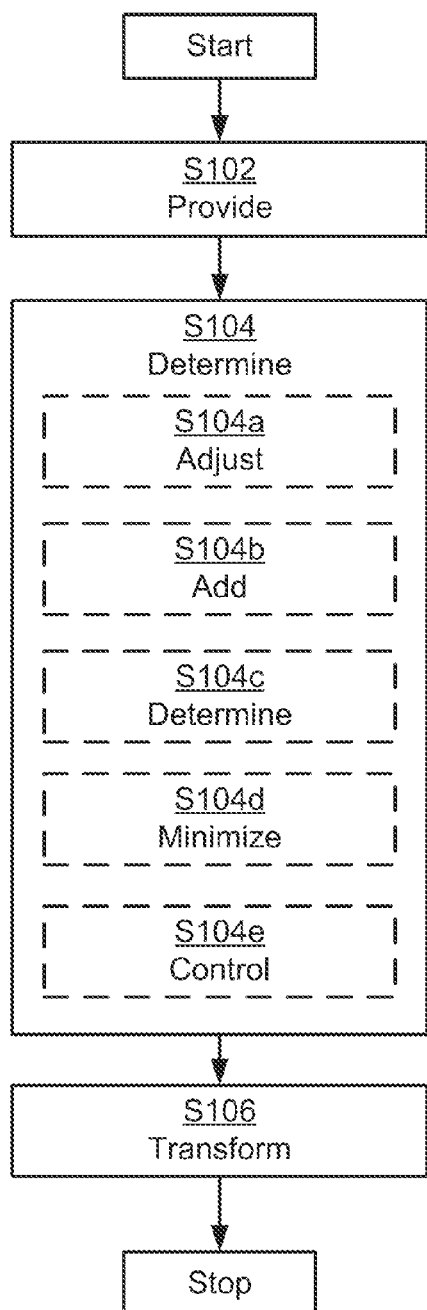 Start
S102
Provide
S104
Determine
S104a
Adjust
S104b
Add
S104c
Determine
S104d
Minimize
S104e
Control
S106
Transform
Stop